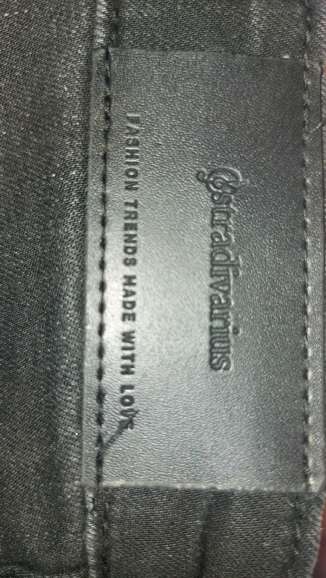 stradivarius
FASHION TRENDS MADE WITH LOVE